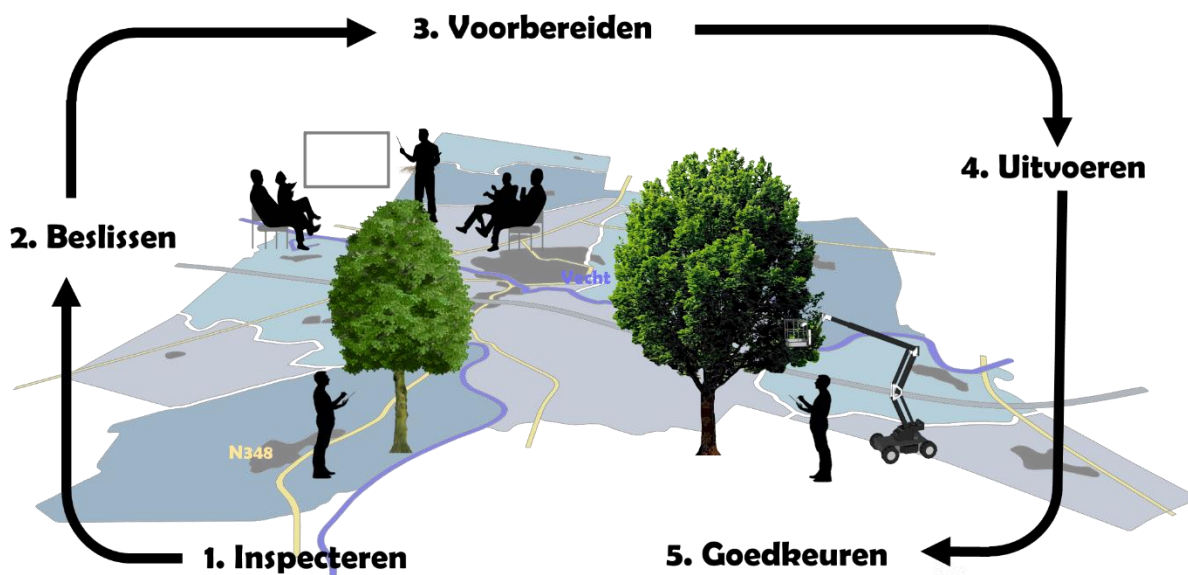 3. Voorbereiden
4. Uitvoeren
2. Beslissen
Vecht
N348
1. Inspecteren
5. Goedkeuren